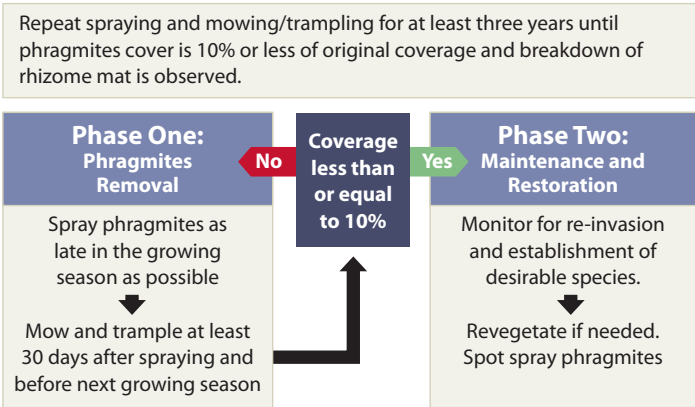 Repeat spraying and mowing/trampling for at least three years until
phragmites cover is 10% or less of original coverage and breakdown of
rhizome mat is observed.
Phase One:
Phragmites
Removal
Spray phragmites as
late in the growing
season as possible
Mow and trample at least
30 days after spraying and
before next growing season
No
Coverage
less than
or equal
to 10%
Yes
Phase Two:
Maintenance and
Restoration
Monitor for re-invasion
and establishment of
desirable species.
Revegetate if needed.
Spot spray phragmites